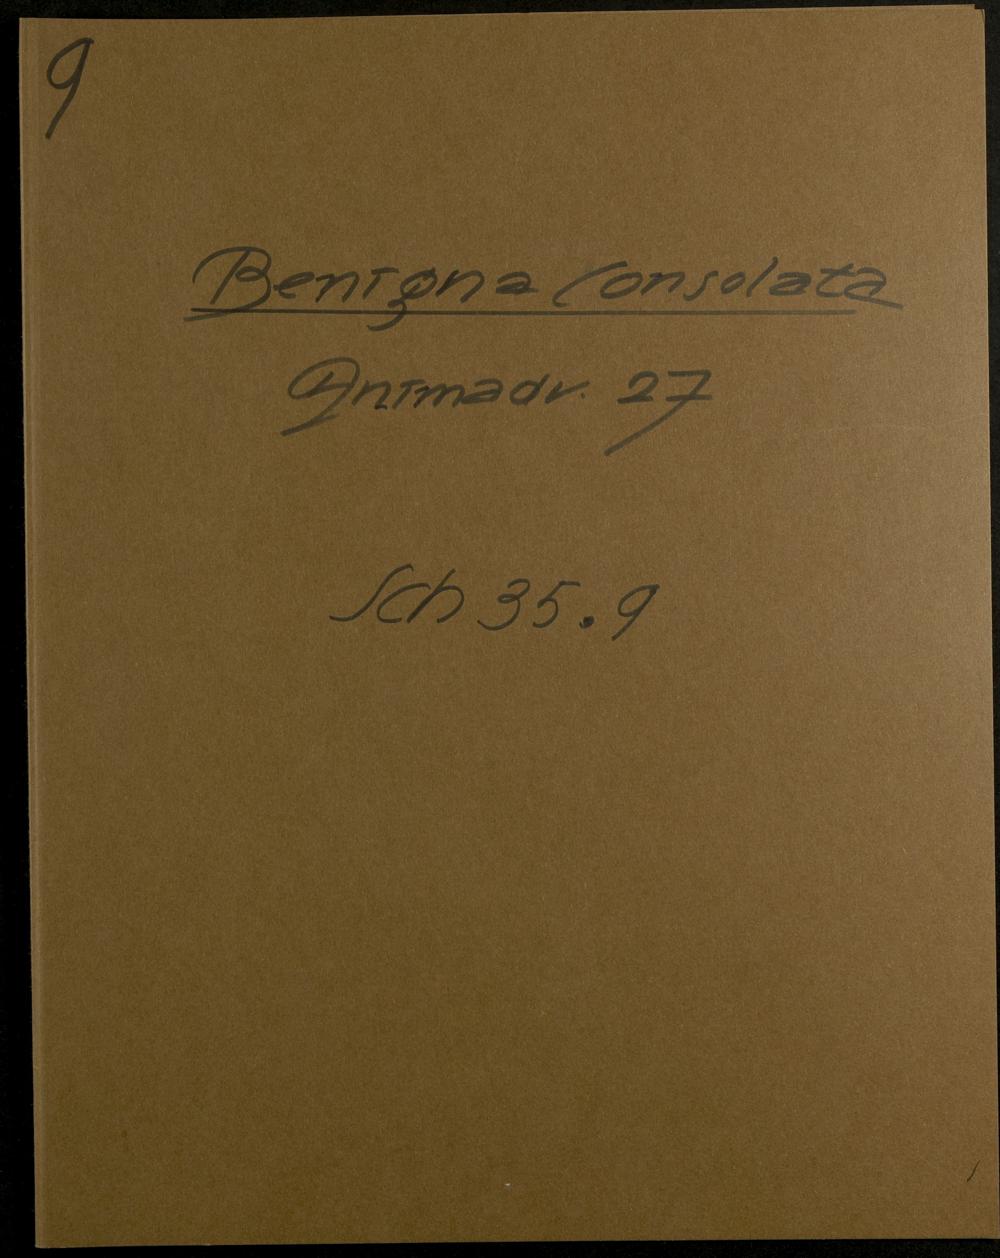 9
Benigna Consolata
Animadv. 27
Sch 35.9